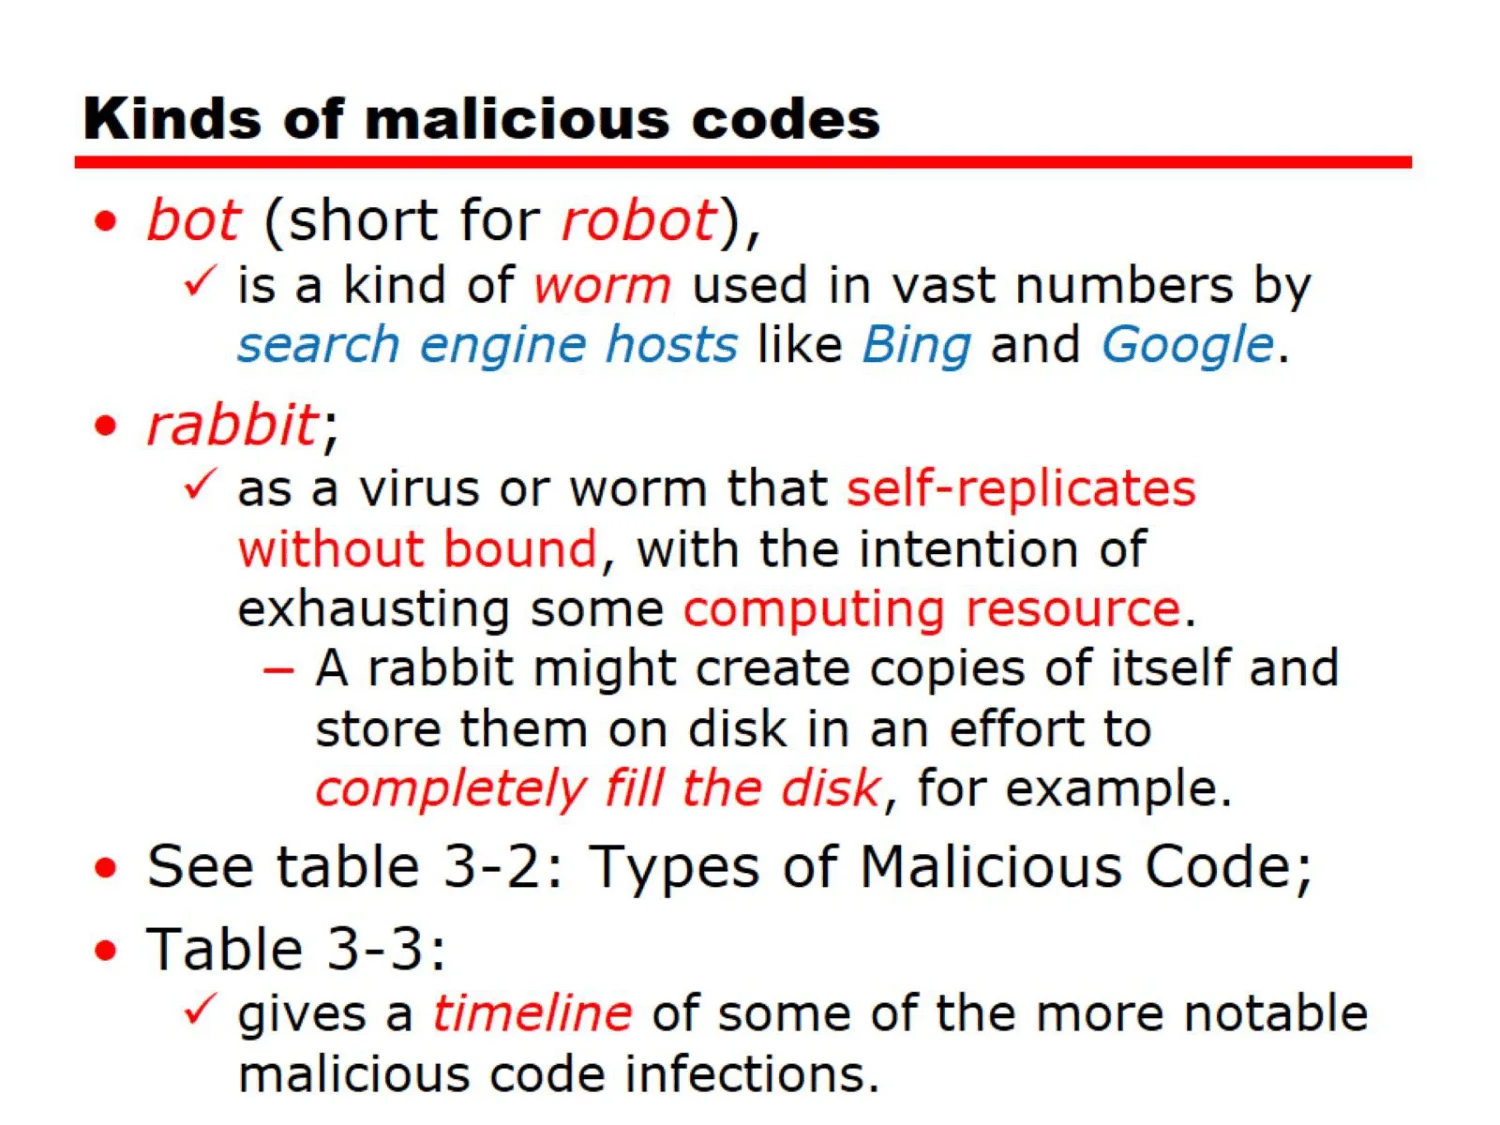 Kinds of malicious codes
• bot (short for robot),
✓ is a kind of worm used in vast numbers by
search engine hosts like Bing and Google.
• rabbit;
✓ as a virus or worm that self-replicates
without bound, with the intention of
exhausting some computing resource.
– A rabbit might create copies of itself and
store them on disk in an effort to
completely fill the disk, for example.
• See table 3-2: Types of Malicious Code;
• Table 3-3:
✓ gives a timeline of some of the more notable
malicious code infections.